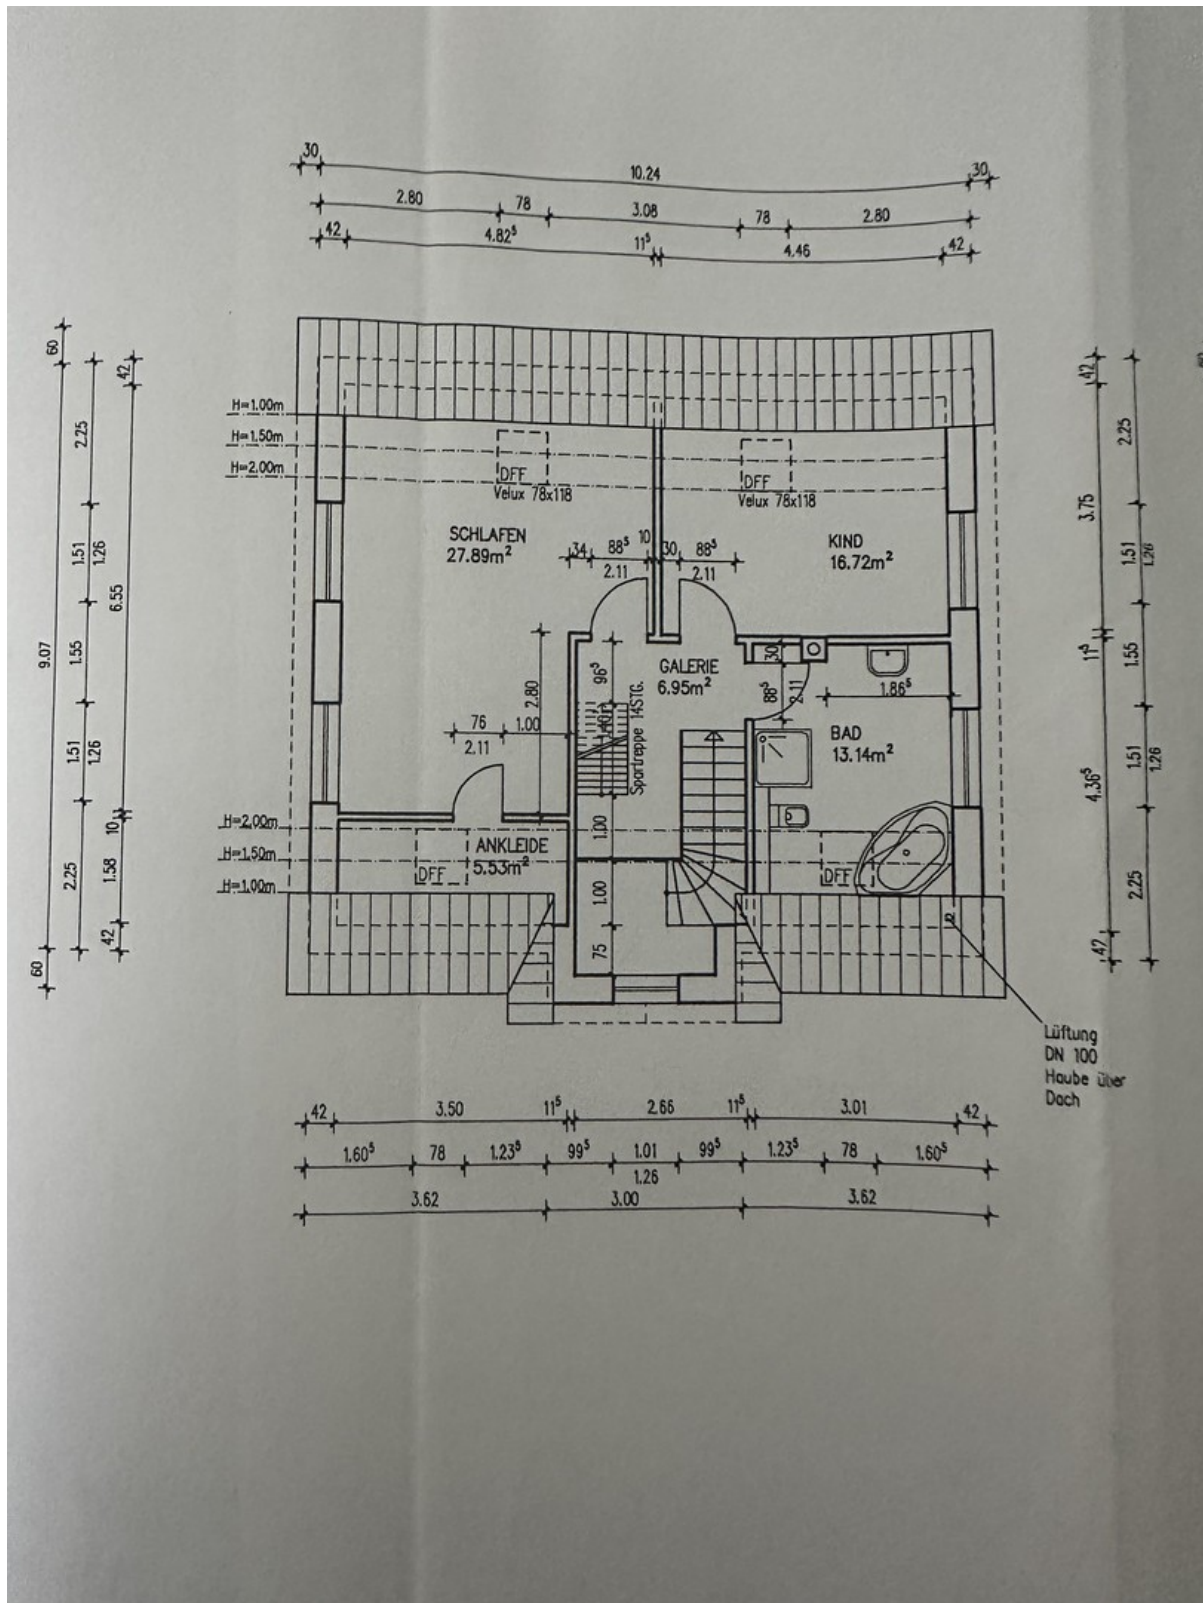 30 10.24 30
2.80 78 3.08 78 2.80
42 4.82⁵ 11⁵ 4.46 42
60
42
2.25
1.51
1.26
6.55
9.07
1.55
1.51
1.26
10
2.25
1.58
42
60
H=1.00m
H=1.50m
H=2.00m
DFF
Velux 78x118
DFF
Velux 78x118
SCHLAFEN
27.89m²
KIND
16.72m²
34 88⁵ 10 30 88⁵
2.11 2.11
GALERIE
6.95m²
96⁵
2.80
30
88⁵
2.11
1.86⁵
76 1.00
2.11
1.40
Spartreppe 14STG.
BAD
13.14m²
H=2.00m
H=1.50m
H=1.00m
ANKLEIDE
5.53m²
DFF
DFF
1.00
1.00
75
42
2.25
3.75
1.51
1.26
11⁵
1.55
4.36⁵
1.51
1.26
2.25
42
Lüftung
DN 100
Haube über
Dach
42 3.50 11⁵ 2.66 11⁵ 3.01 42
1.60⁵ 78 1.23⁵ 99⁵ 1.01 99⁵ 1.23⁵ 78 1.60⁵
1.26
3.62 3.00 3.62